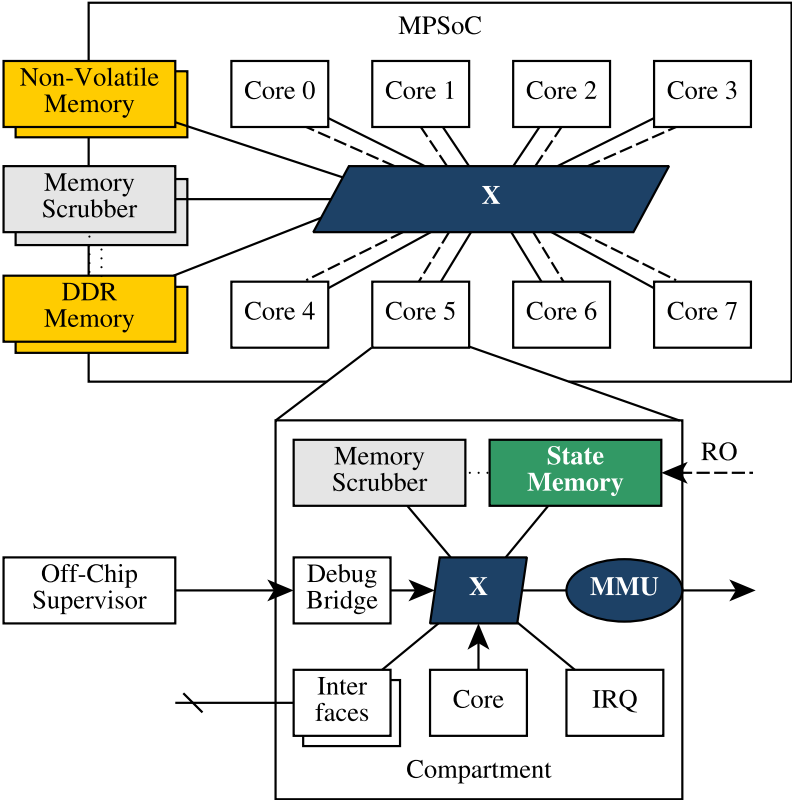 MPSoC
Non-Volatile
Memory
Core 0
Core 1
Core 2
Core 3
Memory
Scrubber
X
DDR
Memory
Core 4
Core 5
Core 6
Core 7
Memory
Scrubber
State
Memory
RO
Off-Chip
Supervisor
Debug
Bridge
X
MMU
Inter
faces
Core
IRQ
Compartment